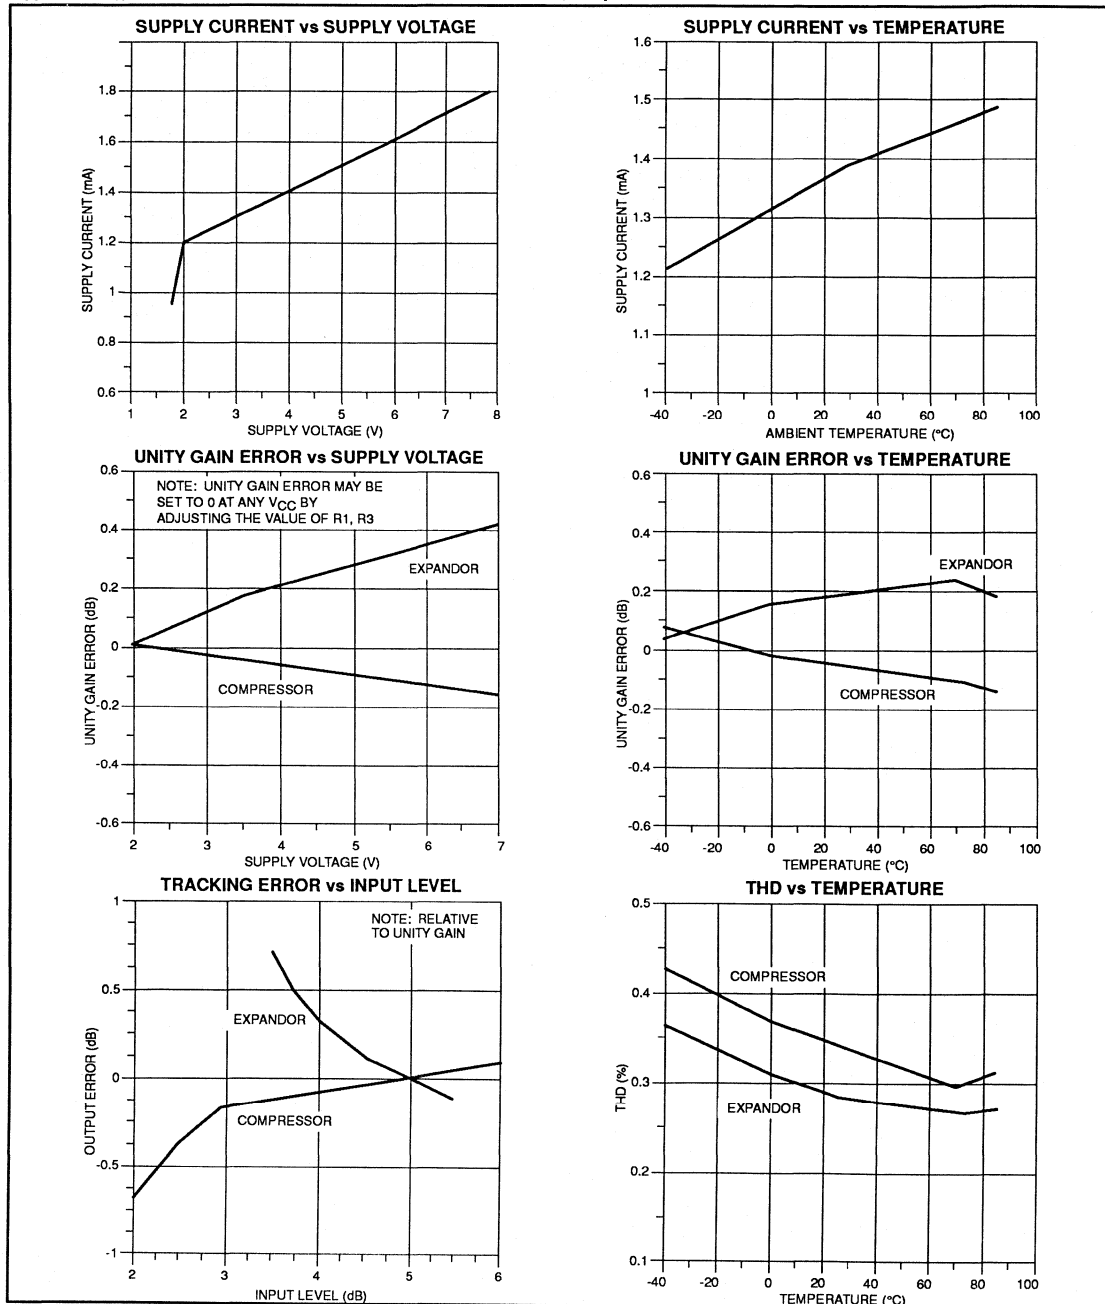 SUPPLY CURRENT vs SUPPLY VOLTAGE
SUPPLY CURRENT (mA)
1.8
1.6
1.4
1.2
1
0.8
0.6
1 2 3 4 5 6 7 8
SUPPLY VOLTAGE (V)
SUPPLY CURRENT vs TEMPERATURE
SUPPLY CURRENT (mA)
1.6
1.5
1.4
1.3
1.2
1.1
1
-40 -20 0 20 40 60 80 100
AMBIENT TEMPERATURE (°C)
UNITY GAIN ERROR vs SUPPLY VOLTAGE
UNITY GAIN ERROR (dB)
0.6
0.4
0.2
0
-0.2
-0.4
-0.6
NOTE: UNITY GAIN ERROR MAY BE
SET TO 0 AT ANY VCC BY
ADJUSTING THE VALUE OF R1, R3
EXPANDOR
COMPRESSOR
2 3 4 5 6 7
SUPPLY VOLTAGE (V)
UNITY GAIN ERROR vs TEMPERATURE
UNITY GAIN ERROR (dB)
0.6
0.4
0.2
0
-0.2
-0.4
-0.6
EXPANDOR
COMPRESSOR
-40 -20 0 20 40 60 80 100
TEMPERATURE (°C)
TRACKING ERROR vs INPUT LEVEL
OUTPUT ERROR (dB)
1
0.5
0
-0.5
-1
NOTE: RELATIVE
TO UNITY GAIN
EXPANDOR
COMPRESSOR
2 3 4 5 6
INPUT LEVEL (dB)
THD vs TEMPERATURE
THD (%)
0.5
0.4
0.3
0.2
0.1
COMPRESSOR
EXPANDOR
-40 -20 0 20 40 60 80 100
TEMPERATURE (°C)